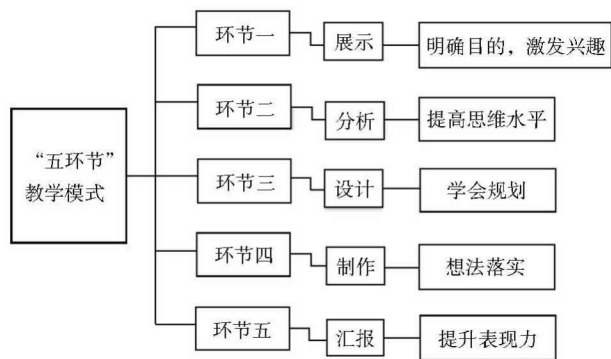 “五环节”
教学模式
环节一
展示
明确目的，激发兴趣
环节二
分析
提高思维水平
环节三
设计
学会规划
环节四
制作
想法落实
环节五
汇报
提升表现力